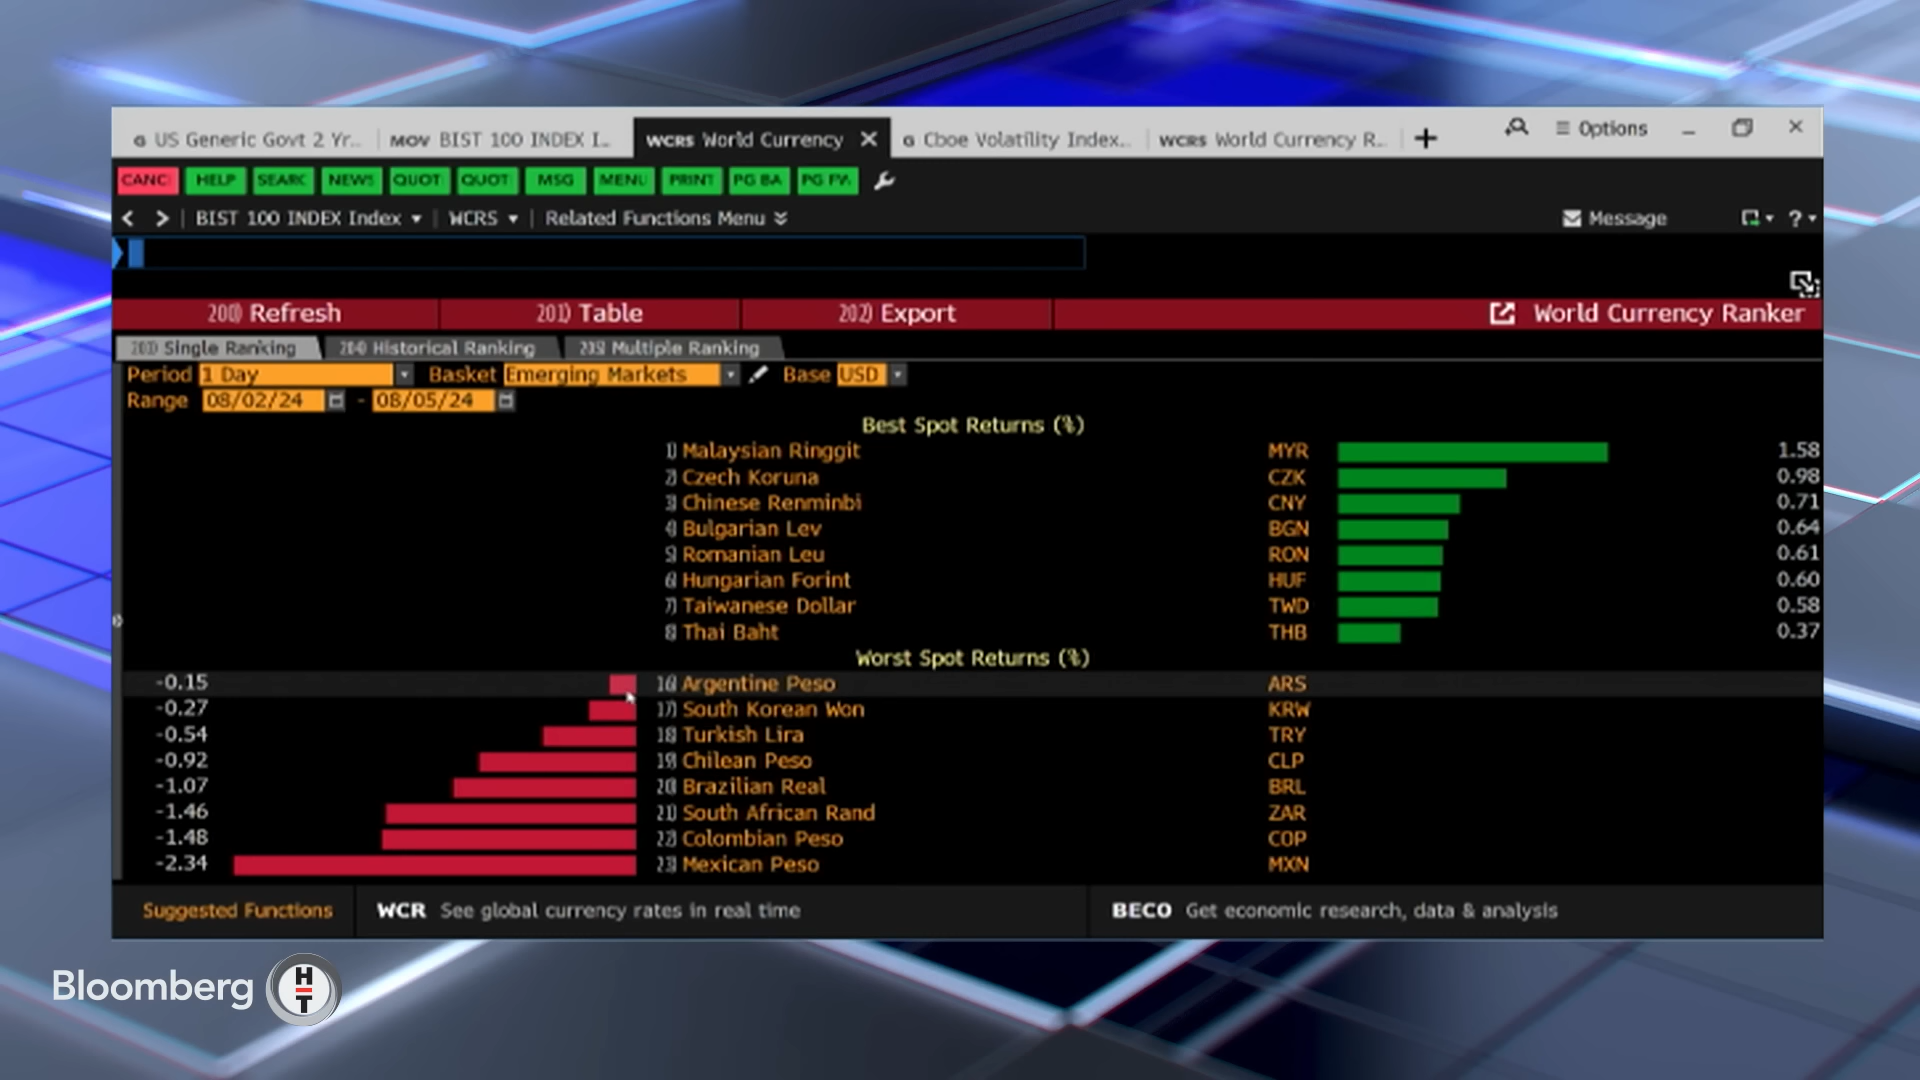 G US Generic Govt 2 Yr...
MOV BIST 100 INDEX I...
WCRS World Currency
G Cboe Volatility Index...
WCRS World Currency R...
Options
CANC HELP SEARC NEWS QUOT QUOT MSG MENU PRINT PG BA PG FW
BIST 100 INDEX Index
WCRS
Related Functions Menu
Message
?
200) Refresh
201) Table
202) Export
World Currency Ranker
203) Single Ranking
204) Historical Ranking
205) Multiple Ranking
Period 1 Day Basket Emerging Markets Base USD
Range 08/02/24 - 08/05/24
Best Spot Returns (%)
1) Malaysian Ringgit MYR 1.58
2) Czech Koruna CZK 0.98
3) Chinese Renminbi CNY 0.71
4) Bulgarian Lev BGN 0.64
5) Romanian Leu RON 0.61
6) Hungarian Forint HUF 0.60
7) Taiwanese Dollar TWD 0.58
8) Thai Baht THB 0.37
Worst Spot Returns (%)
-0.15 16) Argentine Peso ARS
-0.27 17) South Korean Won KRW
-0.54 18) Turkish Lira TRY
-0.92 19) Chilean Peso CLP
-1.07 20) Brazilian Real BRL
-1.46 21) South African Rand ZAR
-1.48 22) Colombian Peso COP
-2.34 23) Mexican Peso MXN
Suggested Functions
WCR See global currency rates in real time
BECO Get economic research, data & analysis
Bloomberg HT